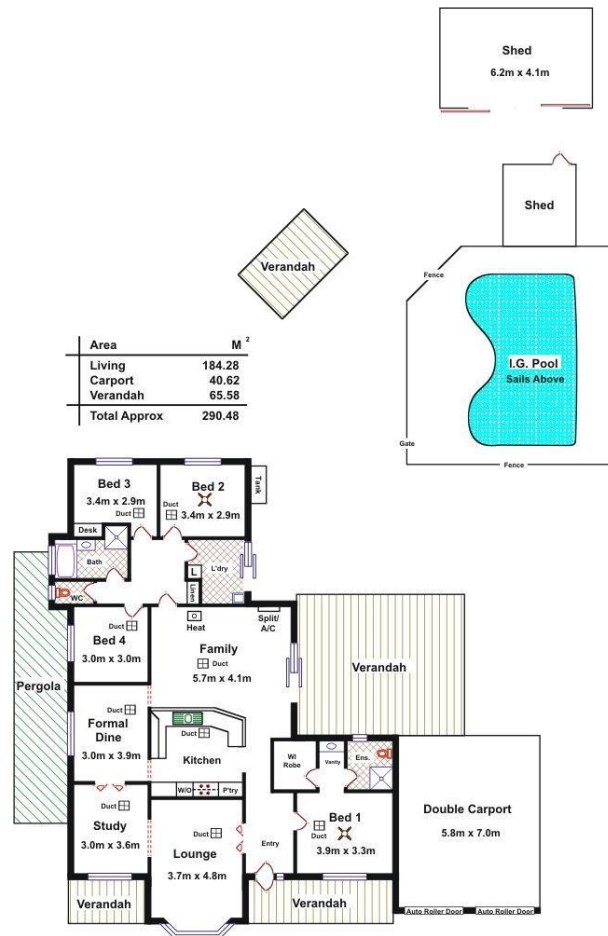 Shed
6.2m x 4.1m
Shed
Verandah
Fence
I.G. Pool
Sails Above
Gate
Fence
Area M 2
Living 184.28
Carport 40.62
Verandah 65.58
Total Approx 290.48
Bed 3
3.4m x 2.9m
Duct
Bed 2
Duct
3.4m x 2.9m
Tank
Desk
Bath
L'dry
L
Linen
WC
Duct
Bed 4
3.0m x 3.0m
Heat
Split/
A/C
Family
Duct
5.7m x 4.1m
Verandah
Pergola
Duct
Formal
Dine
3.0m x 3.9m
Duct
Kitchen
W/O
P'try
WI
Robe
Vanity
Ens.
Duct
Study
3.0m x 3.6m
Duct
Lounge
3.7m x 4.8m
Entry
Bed 1
Duct
3.9m x 3.3m
Double Carport
5.8m x 7.0m
Verandah
Verandah
Auto Roller Door
Auto Roller Door